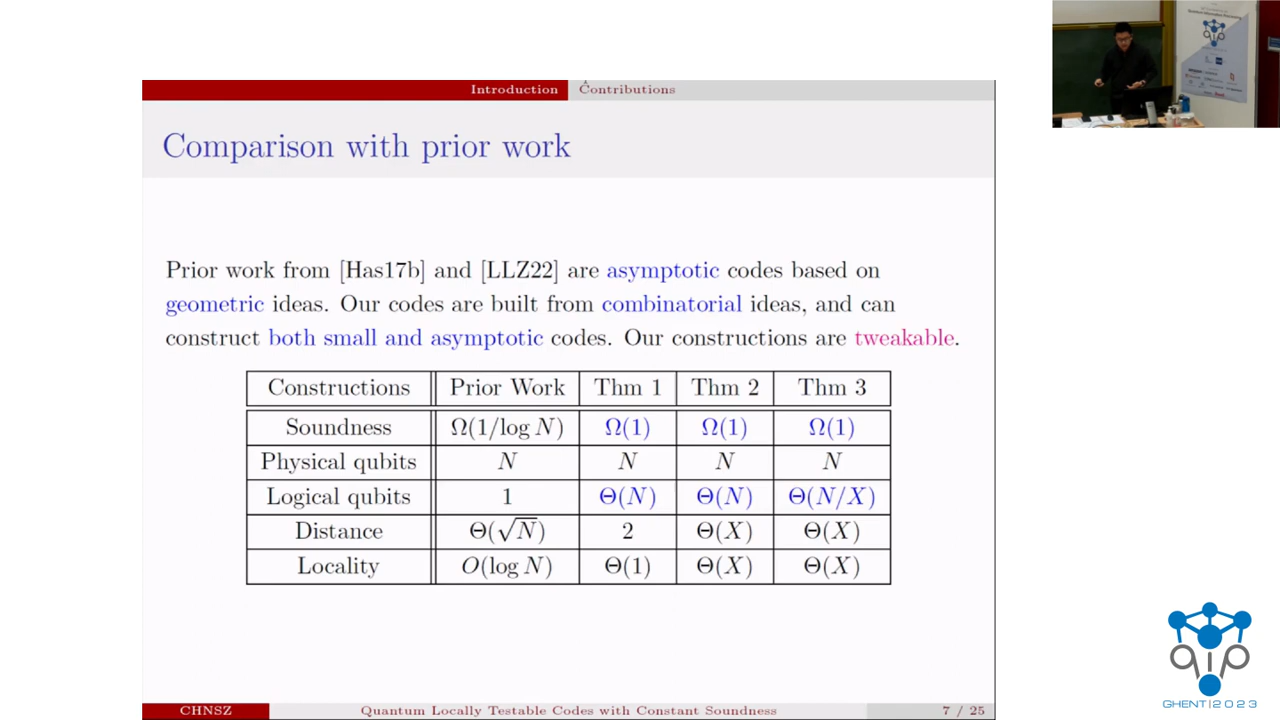 Introduction Contributions
Comparison with prior work
Prior work from [Has17b] and [LLZ22] are asymptotic codes based on
geometric ideas. Our codes are built from combinatorial ideas, and can
construct both small and asymptotic codes. Our constructions are tweakable.
Constructions Prior Work Thm 1 Thm 2 Thm 3
Soundness Ω(1/log N) Ω(1) Ω(1) Ω(1)
Physical qubits N N N N
Logical qubits 1 Θ(N) Θ(N) Θ(N/X)
Distance Θ(√N) 2 Θ(X) Θ(X)
Locality O(log N) Θ(1) Θ(X) Θ(X)
CHNSZ Quantum Locally Testable Codes with Constant Soundness 7 / 25
qip
GHENT|2023